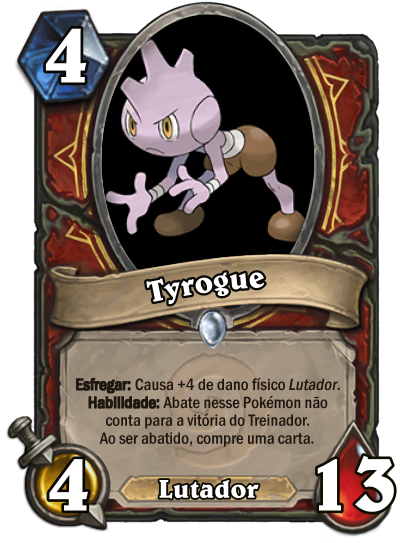 4
Tyrogue
Esfregar: Causa +4 de dano físico Lutador.
Habilidade: Abate nesse Pokémon não
conta para a vitória do Treinador.
Ao ser abatido, compre uma carta.
4
Lutador
13